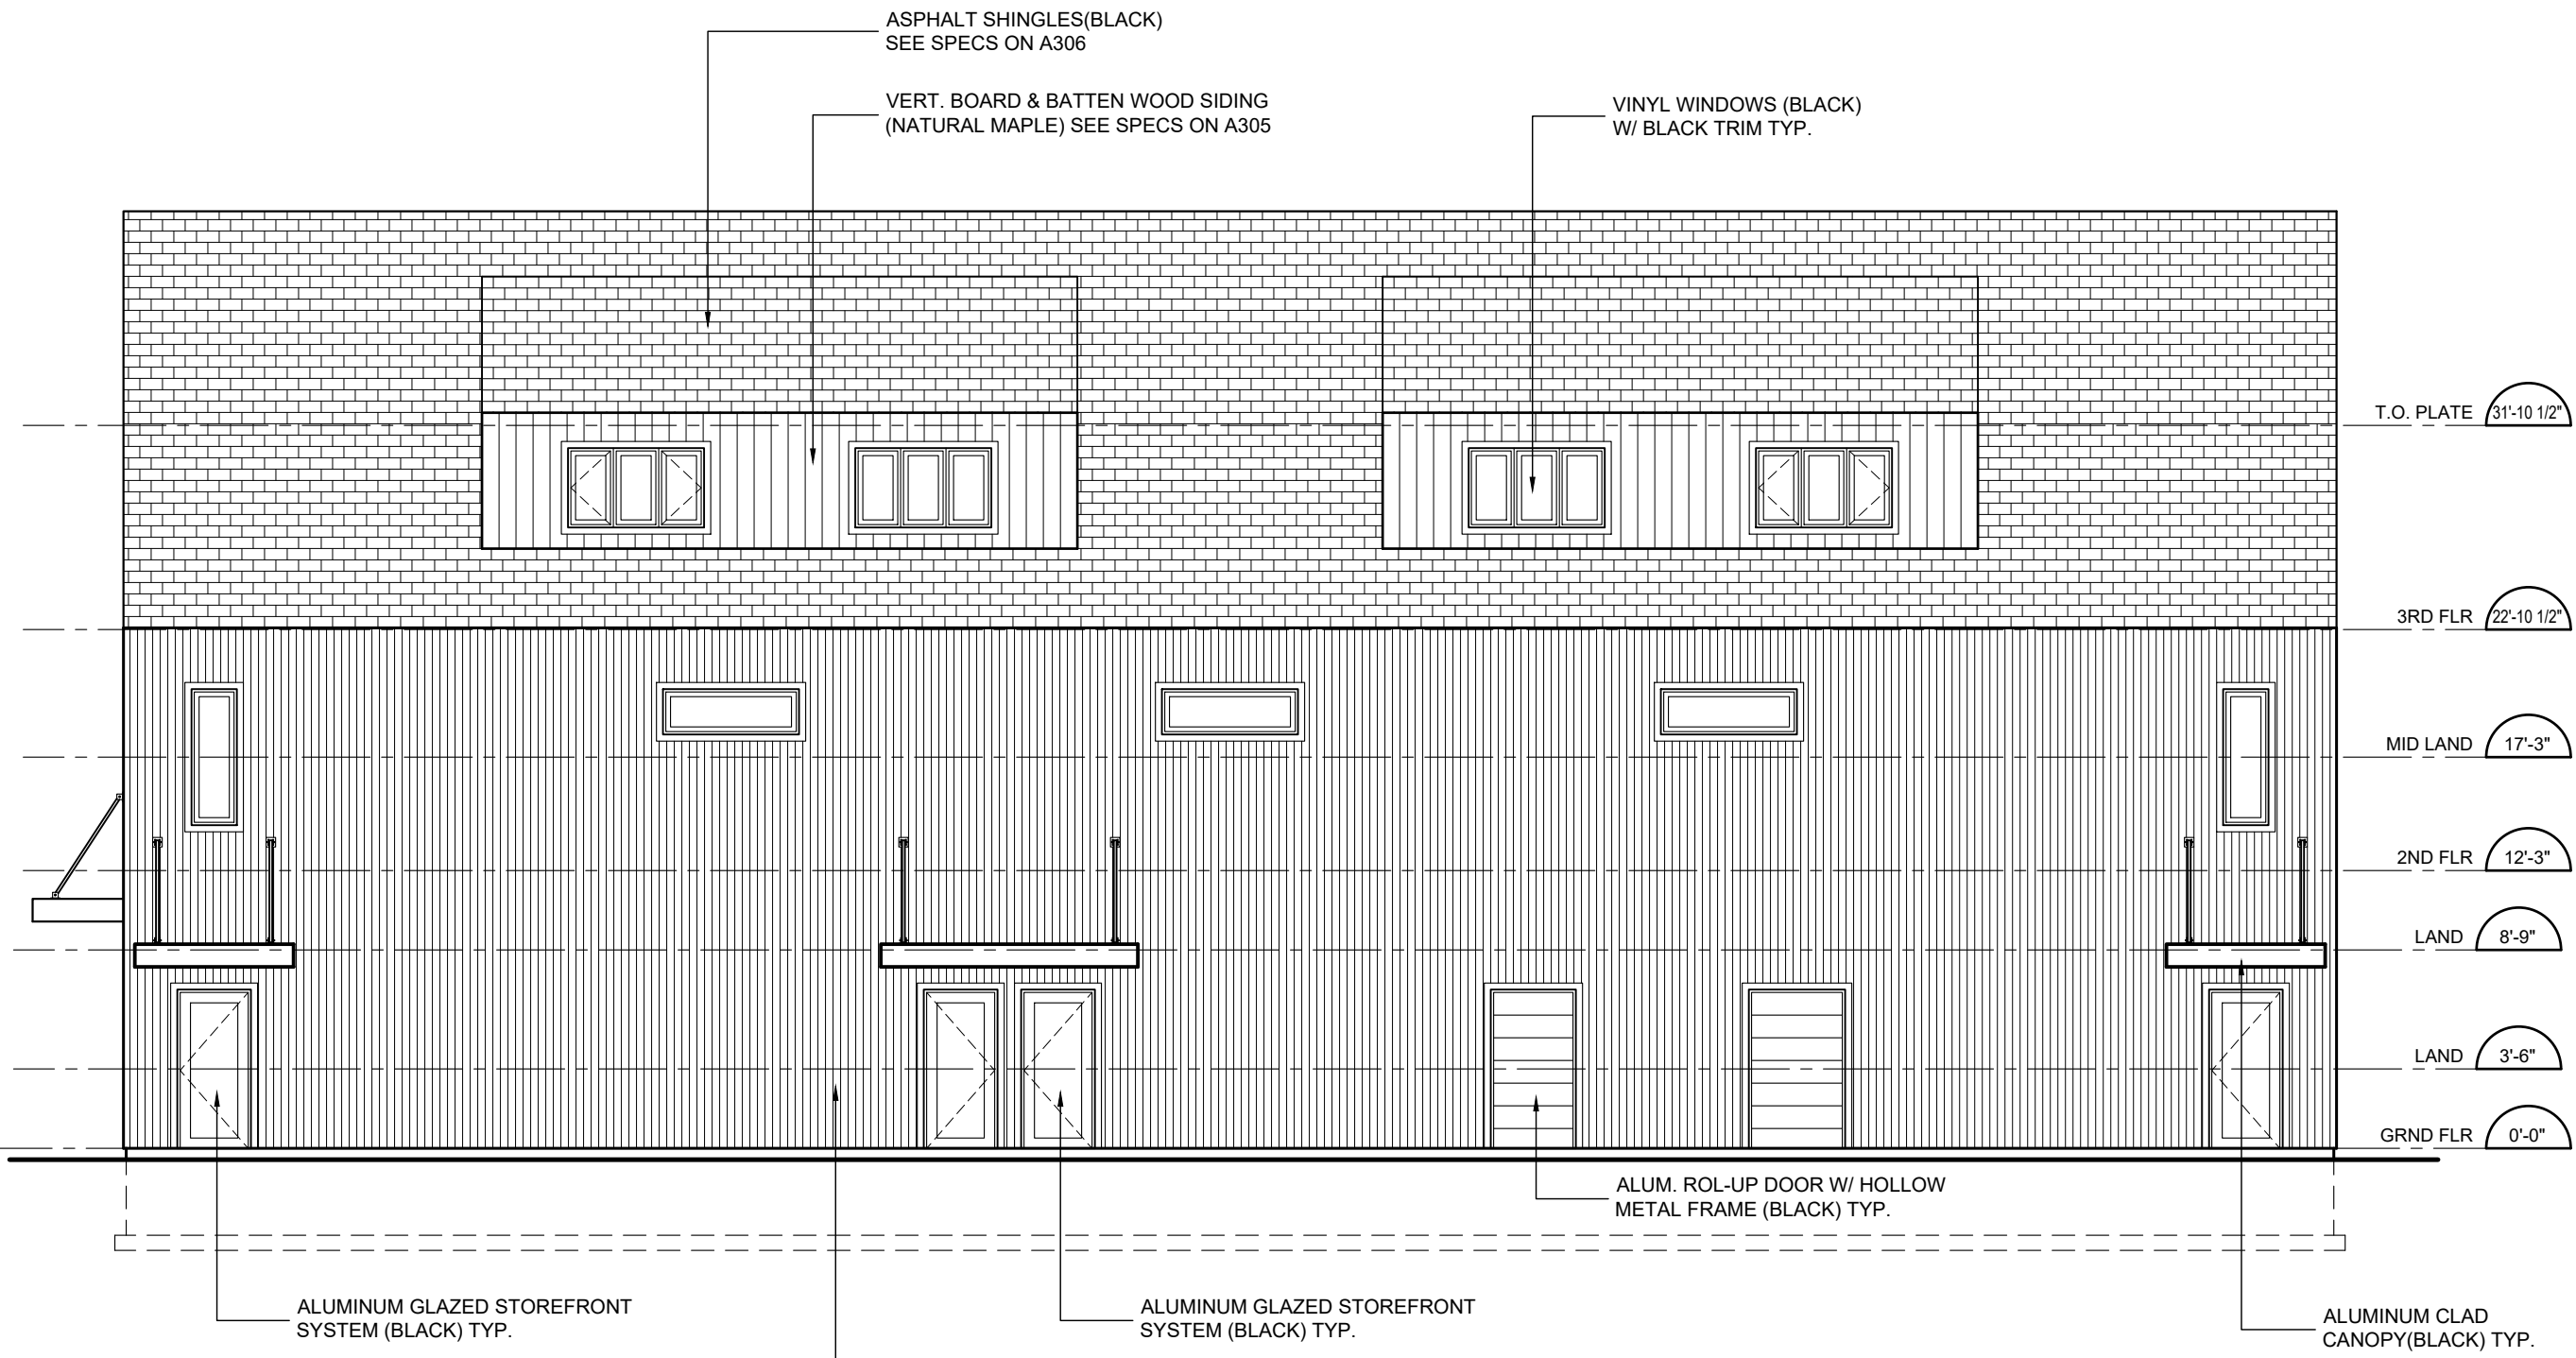 ASPHALT SHINGLES(BLACK)
SEE SPECS ON A306
VERT. BOARD & BATTEN WOOD SIDING
(NATURAL MAPLE) SEE SPECS ON A305
VINYL WINDOWS (BLACK)
W/ BLACK TRIM TYP.
T.O. PLATE 31'-10 1/2"
3RD FLR 22'-10 1/2"
MID LAND 17'-3"
2ND FLR 12'-3"
LAND 8'-9"
LAND 3'-6"
GRND FLR 0'-0"
ALUM. ROL-UP DOOR W/ HOLLOW
METAL FRAME (BLACK) TYP.
ALUMINUM GLAZED STOREFRONT
SYSTEM (BLACK) TYP.
ALUMINUM GLAZED STOREFRONT
SYSTEM (BLACK) TYP.
ALUMINUM CLAD
CANOPY(BLACK) TYP.